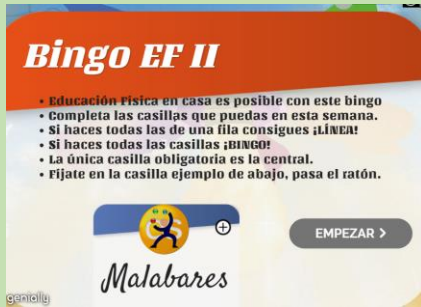 Bingo EF II
• Educación Física en casa es posible con este bingo
• Completa las casillas que puedas en esta semana.
• Si haces todas las de una fila consigues ¡LÍNEA!
• Si haces todas las casillas ¡BINGO!
• La única casilla obligatoria es la central.
• Fíjate en la casilla ejemplo de abajo, pasa el ratón.
Malabares
EMPEZAR >
genially